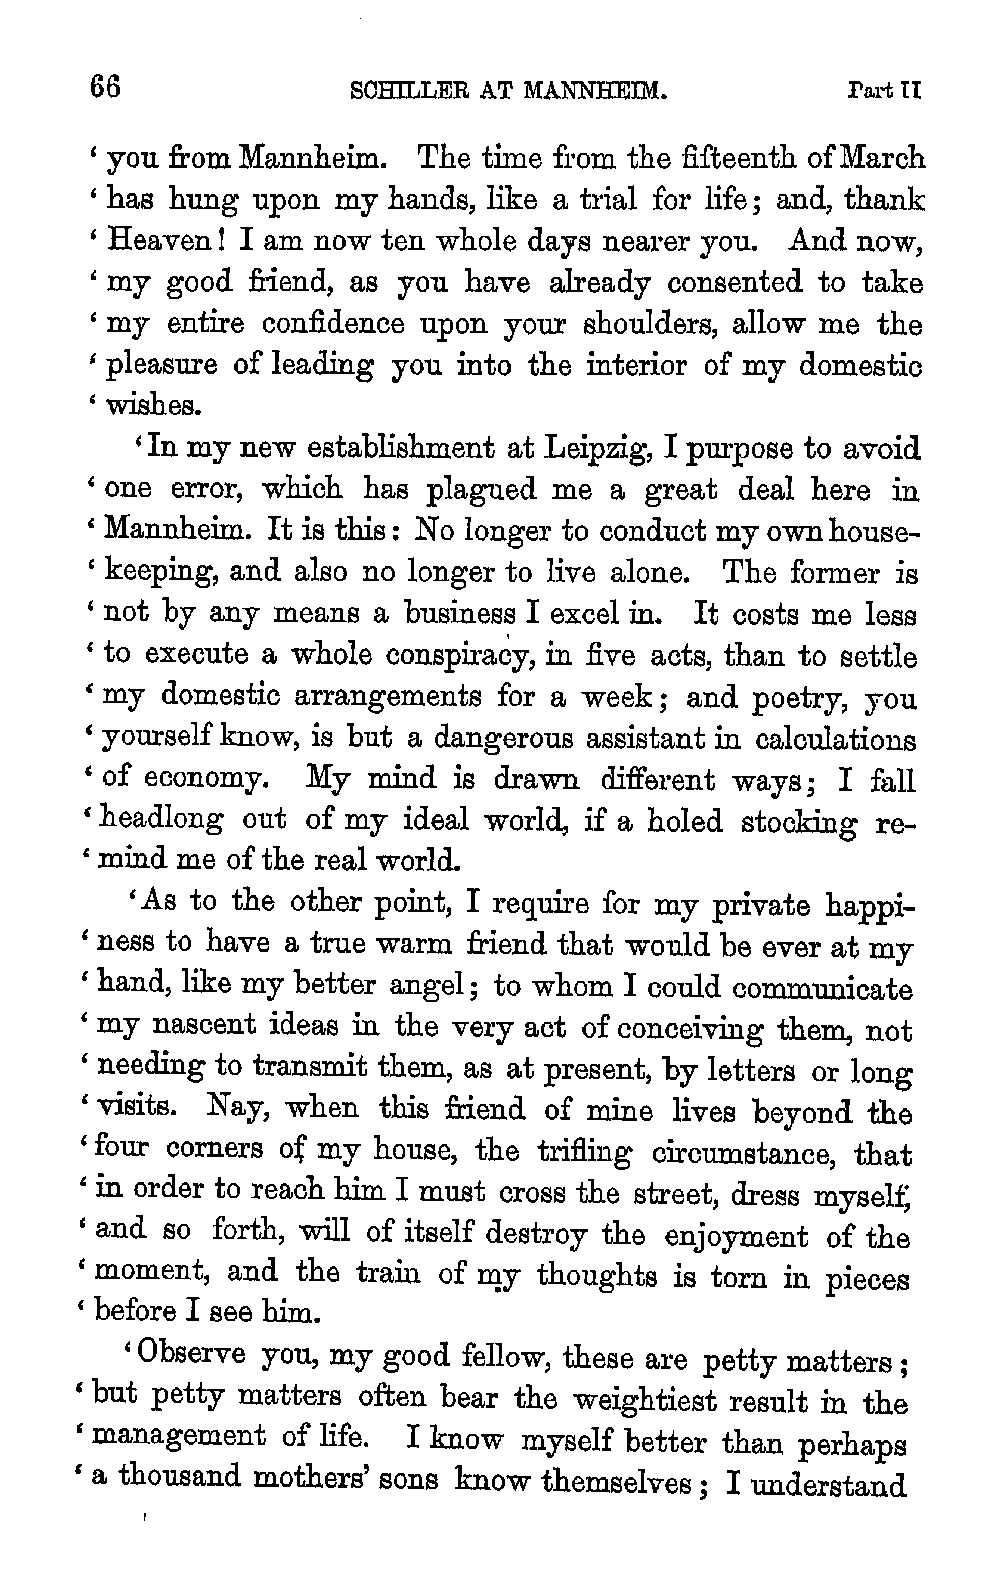 66 SCHILLER AT MANNHEIM. Part II
‘ you from Mannheim. The time from the fifteenth of March
‘ has hung upon my hands, like a trial for life; and, thank
‘ Heaven! I am now ten whole days nearer you. And now,
‘ my good friend, as you have already consented to take
‘ my entire confidence upon your shoulders, allow me the
‘ pleasure of leading you into the interior of my domestic
‘ wishes.
‘In my new establishment at Leipzig, I purpose to avoid
‘ one error, which has plagued me a great deal here in
‘ Mannheim. It is this: No longer to conduct my own house-
‘ keeping, and also no longer to live alone. The former is
‘ not by any means a business I excel in. It costs me less
‘ to execute a whole conspiracy, in five acts, than to settle
‘ my domestic arrangements for a week; and poetry, you
‘ yourself know, is but a dangerous assistant in calculations
‘ of economy. My mind is drawn different ways; I fall
‘ headlong out of my ideal world, if a holed stocking re-
‘ mind me of the real world.
‘As to the other point, I require for my private happi-
‘ ness to have a true warm friend that would be ever at my
‘ hand, like my better angel; to whom I could communicate
‘ my nascent ideas in the very act of conceiving them, not
‘ needing to transmit them, as at present, by letters or long
‘ visits. Nay, when this friend of mine lives beyond the
‘ four corners of my house, the trifling circumstance, that
‘ in order to reach him I must cross the street, dress myself,
‘ and so forth, will of itself destroy the enjoyment of the
‘ moment, and the train of my thoughts is torn in pieces
‘ before I see him.
‘Observe you, my good fellow, these are petty matters;
‘ but petty matters often bear the weightiest result in the
‘ management of life. I know myself better than perhaps
‘ a thousand mothers’ sons know themselves; I understand